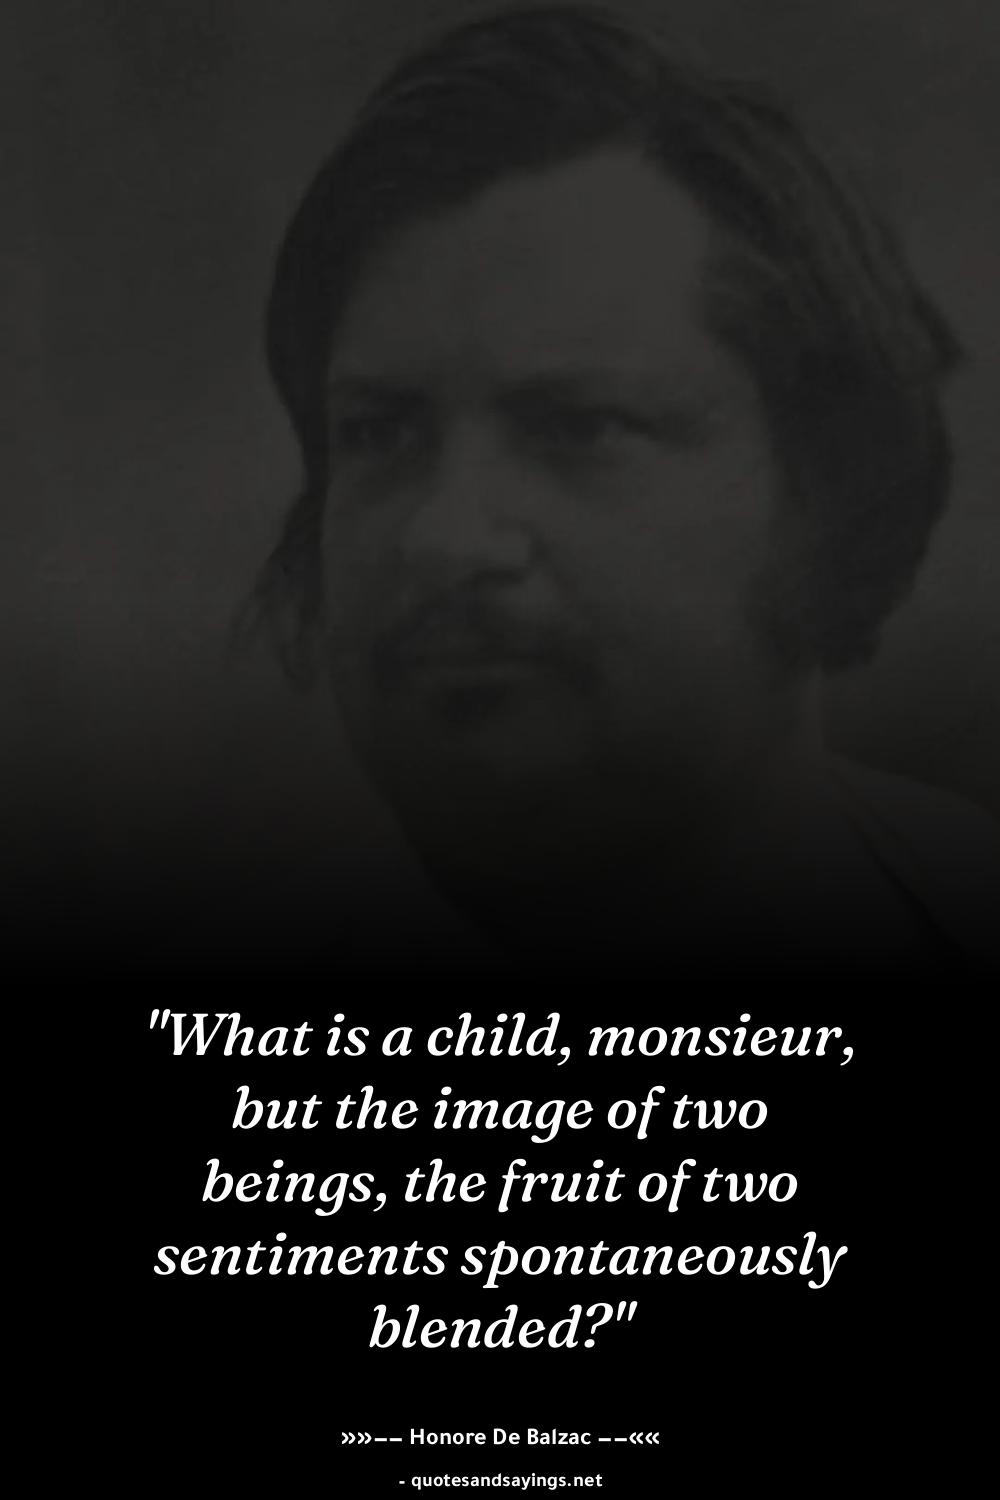 "What is a child, monsieur,
but the image of two
beings, the fruit of two
sentiments spontaneously
blended?"
»»–– Honore De Balzac ––««
- quotesandsayings.net